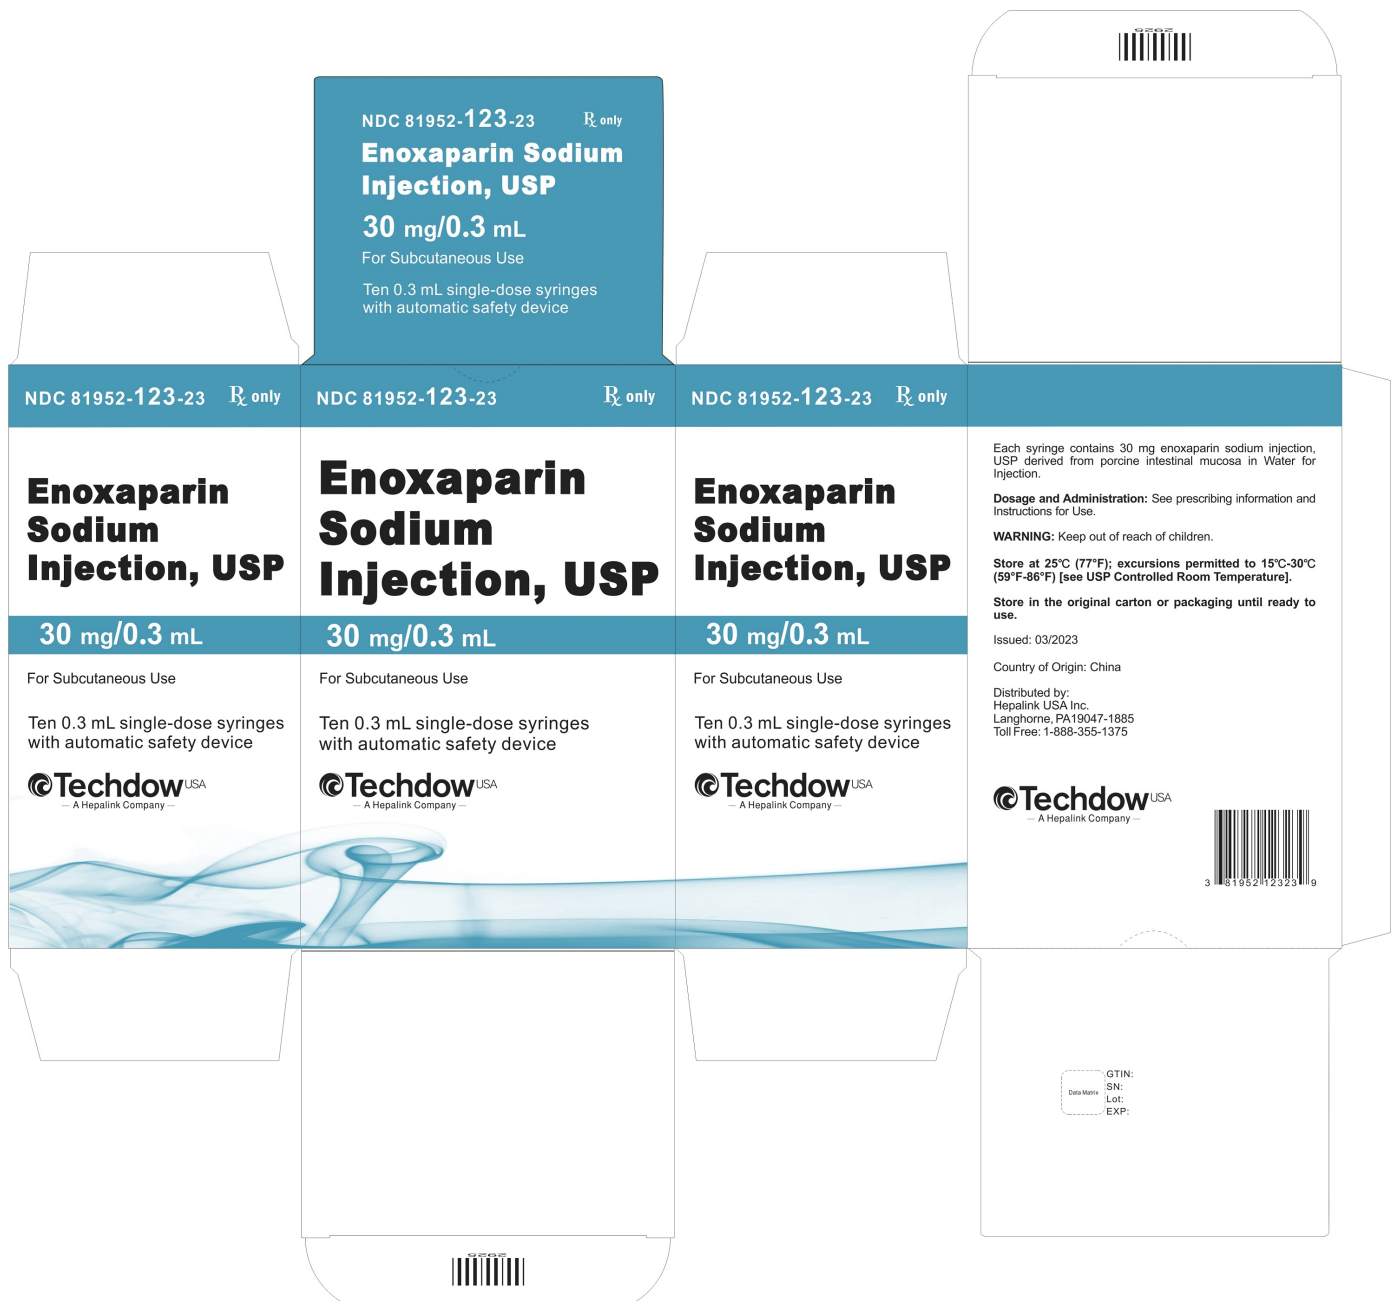 2925
NDC 81952-123-23 Rx only
Enoxaparin Sodium
Injection, USP
30 mg/0.3 mL
For Subcutaneous Use
Ten 0.3 mL single-dose syringes
with automatic safety device
NDC 81952-123-23 Rx only
Enoxaparin
Sodium
Injection, USP
30 mg/0.3 mL
For Subcutaneous Use
Ten 0.3 mL single-dose syringes
with automatic safety device
Techdow USA
— A Hepalink Company —
NDC 81952-123-23 Rx only
Enoxaparin
Sodium
Injection, USP
30 mg/0.3 mL
For Subcutaneous Use
Ten 0.3 mL single-dose syringes
with automatic safety device
Techdow USA
— A Hepalink Company —
NDC 81952-123-23 Rx only
Enoxaparin
Sodium
Injection, USP
30 mg/0.3 mL
For Subcutaneous Use
Ten 0.3 mL single-dose syringes
with automatic safety device
Techdow USA
— A Hepalink Company —
Each syringe contains 30 mg enoxaparin sodium injection,
USP derived from porcine intestinal mucosa in Water for
Injection.
Dosage and Administration: See prescribing information and
Instructions for Use.
WARNING: Keep out of reach of children.
Store at 25℃ (77°F); excursions permitted to 15℃-30℃
(59°F-86°F) [see USP Controlled Room Temperature].
Store in the original carton or packaging until ready to
use.
Issued: 03/2023
Country of Origin: China
Distributed by:
Hepalink USA Inc.
Langhorne, PA19047-1885
Toll Free: 1-888-355-1375
Techdow USA
— A Hepalink Company —
3 81952 12323 9
Data Matrix
GTIN:
SN:
Lot:
EXP:
2925